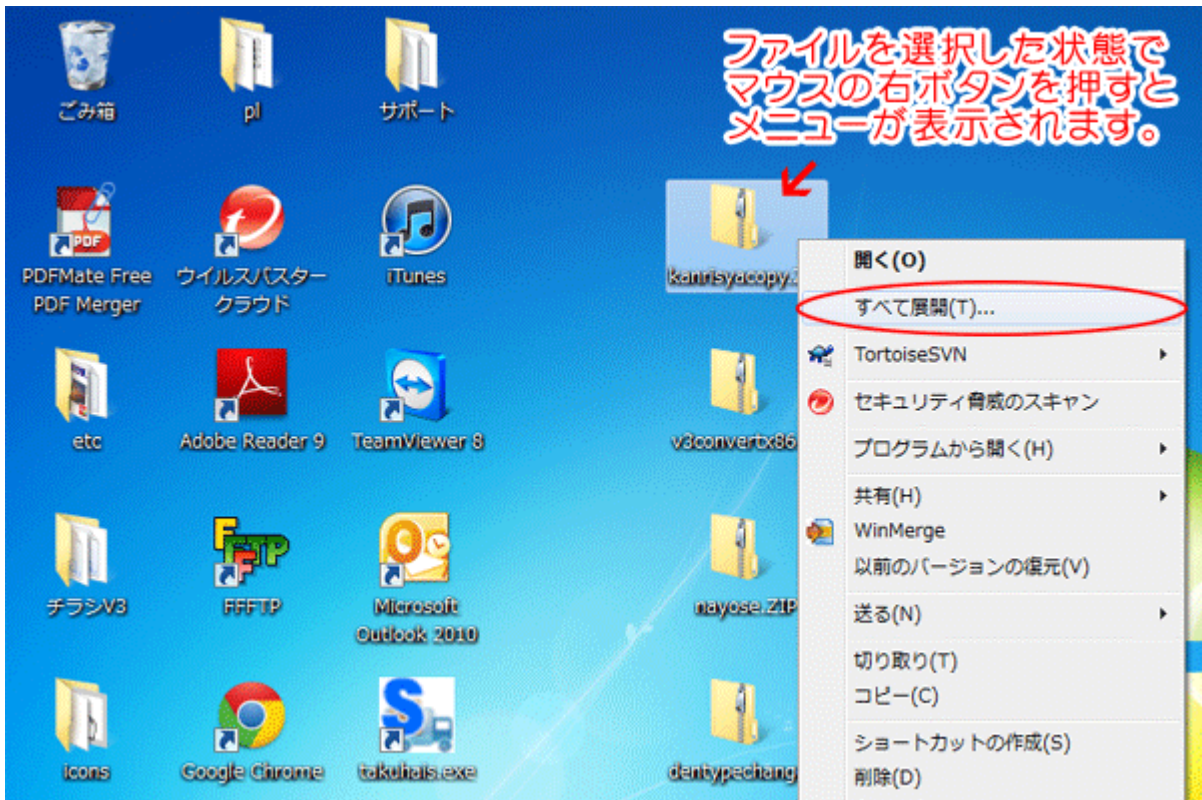 ファイルを選択した状態で
マウスの右ボタンを押すと
メニューが表示されます。
ごみ箱
pl
サポート
PDFMate Free
PDF Merger
ウイルスバスター
クラウド
iTunes
kanrisyacopy.Z
etc
Adobe Reader 9
TeamViewer 8
v3convertx86
チラシV3
FFFTP
Microsoft
Outlook 2010
nayose.ZIP
icons
Google Chrome
takuhais.exe
dentypechang
PDF
FFFTP
開く(O)
すべて展開(T)...
TortoiseSVN
セキュリティ脅威のスキャン
プログラムから開く(H)
共有(H)
WinMerge
以前のバージョンの復元(V)
送る(N)
切り取り(T)
コピー(C)
ショートカットの作成(S)
削除(D)